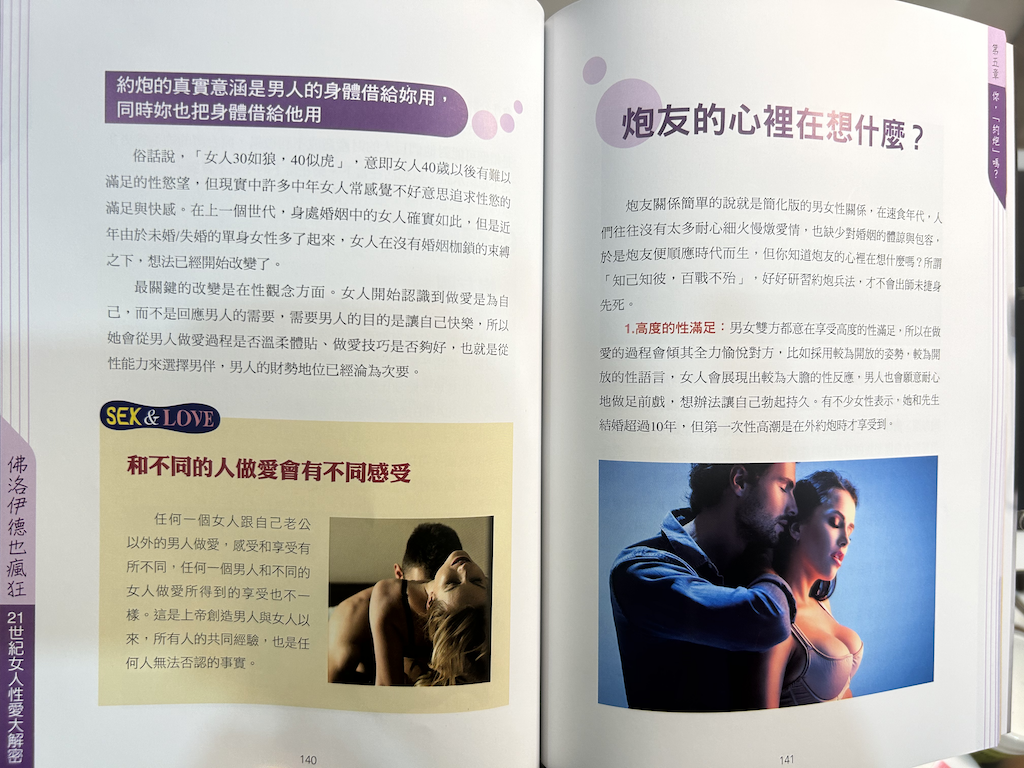 約炮的真實意涵是男人的身體借給妳用，
同時妳也把身體借給他用
俗話說，「女人30如狼，40似虎」，意即女人40歲以後有難以
滿足的性慾望，但現實中許多中年女人常感覺不好意思追求性慾的
滿足與快感。在上一個世代，身處婚姻中的女人確實如此，但是近
年由於未婚/失婚的單身女性多了起來，女人在沒有婚姻枷鎖的束縛
之下，想法已經開始改變了。
最關鍵的改變是在性觀念方面。女人開始認識到做愛是為自
己，而不是回應男人的需要，需要男人的目的是讓自己快樂，所以
她會從男人做愛過程是否溫柔體貼、做愛技巧是否夠好，也就是從
性能力來選擇男伴，男人的財勢地位已經淪為次要。
SEX & LOVE
和不同的人做愛會有不同感受
任何一個女人跟自己老公
以外的男人做愛，感受和享受有
所不同，任何一個男人和不同的
女人做愛所得到的享受也不一
樣。這是上帝創造男人與女人以
來，所有人的共同經驗，也是任
何人無法否認的事實。
佛洛伊德也瘋狂
21世紀女人性愛大解密
140
第五章 你，「約炮」嗎？
炮友的心裡在想什麼？
炮友關係簡單的說就是簡化版的男女性關係，在速食年代，人
們往往沒有太多耐心細火慢燉愛情，也缺少對婚姻的體諒與包容，
於是炮友便順應時代而生，但你知道炮友的心裡在想什麼嗎？所謂
「知己知彼，百戰不殆」，好好研習約炮兵法，才不會出師未捷身
先死。
1.高度的性滿足：男女雙方都意在享受高度的性滿足，所以在做
愛的過程會傾其全力愉悅對方，比如採用較為開放的姿勢，較為開
放的性語言，女人會展現出較為大膽的性反應，男人也會願意耐心
地做足前戲，想辦法讓自己勃起持久。有不少女性表示，她和先生
結婚超過10年，但第一次性高潮是在外約炮時才享受到。
141